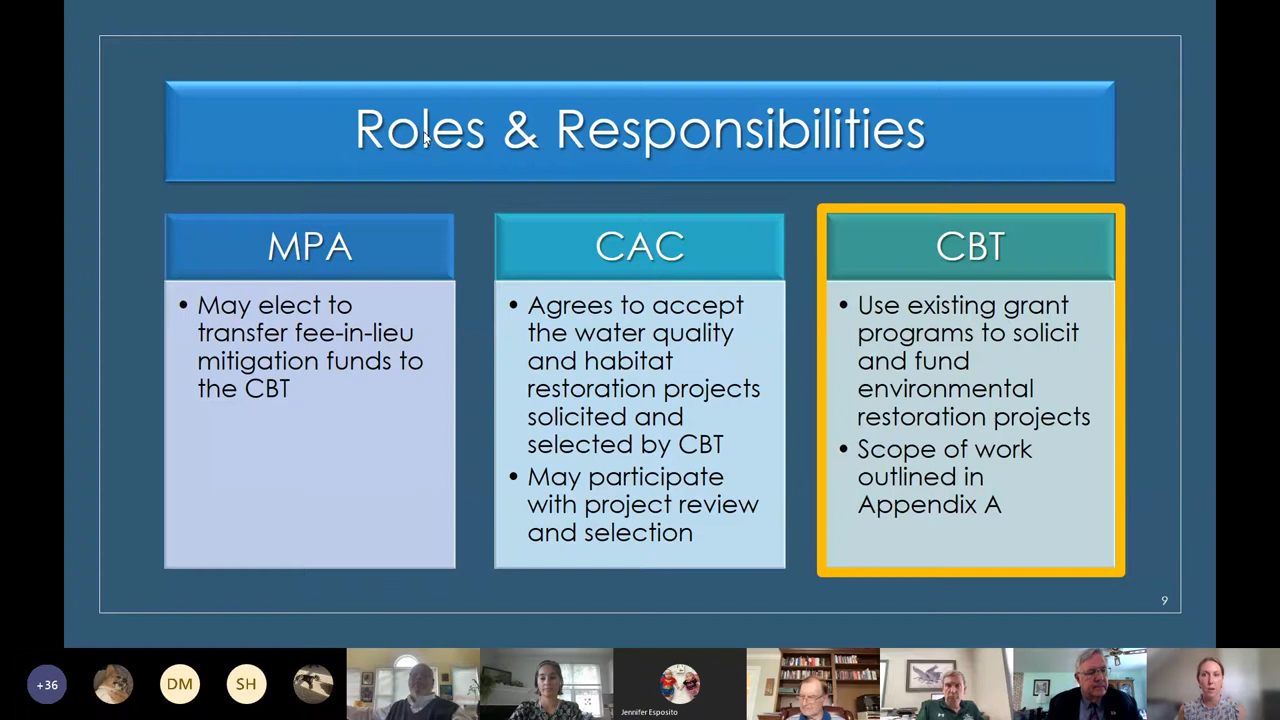 Roles & Responsibilities
MPA
• May elect to
transfer fee-in-lieu
mitigation funds to
the CBT
CAC
• Agrees to accept
the water quality
and habitat
restoration projects
solicited and
selected by CBT
• May participate
with project review
and selection
CBT
• Use existing grant
programs to solicit
and fund
environmental
restoration projects
• Scope of work
outlined in
Appendix A
9
+36
DM
SH
Jennifer Esposito